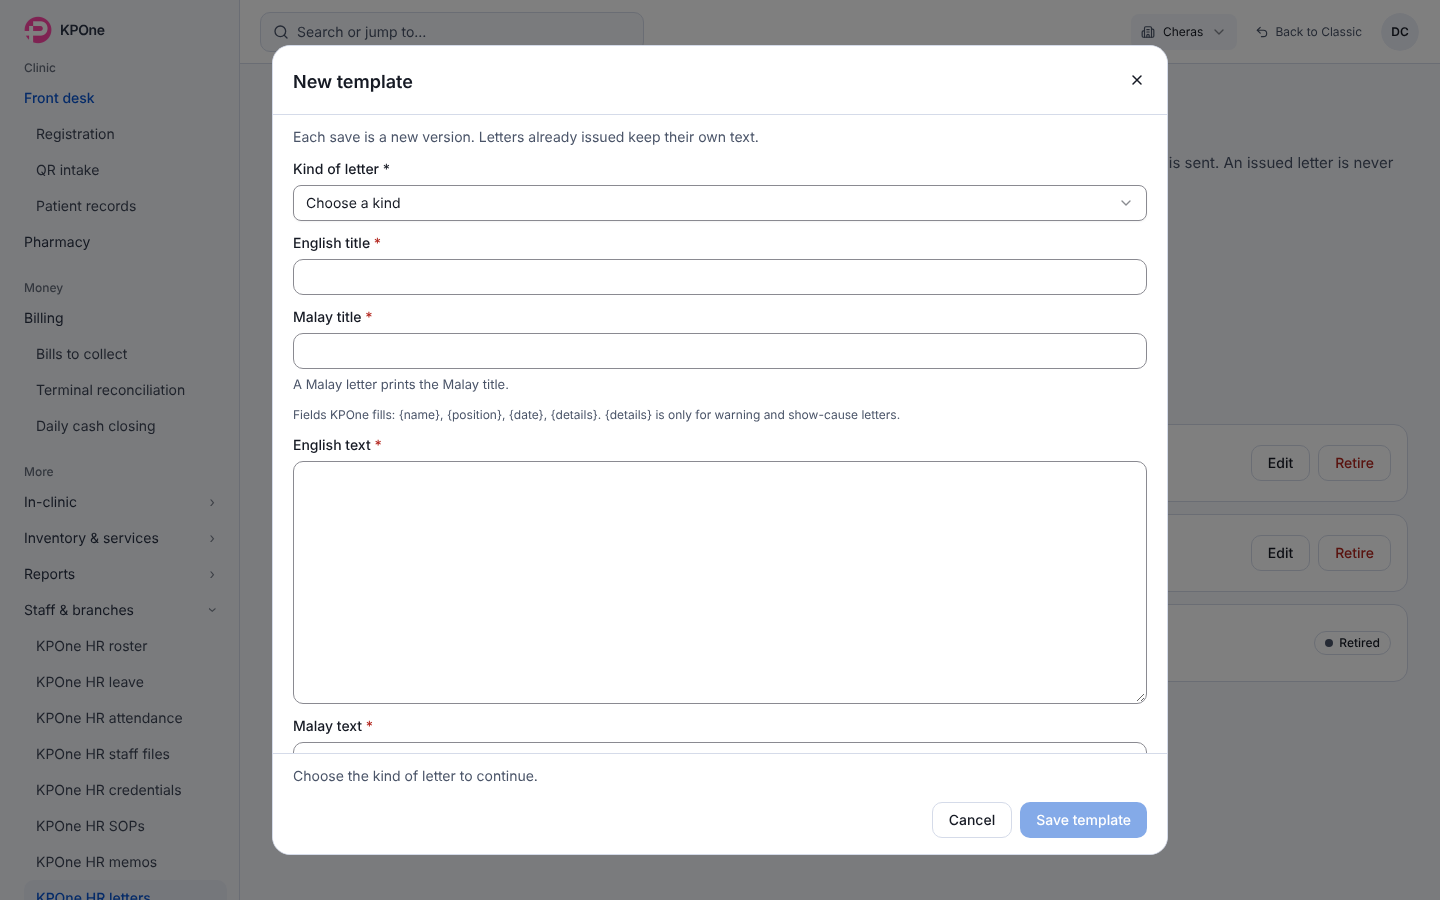 KPOne
Search or jump to...
Cheras
Back to Classic
DC
Clinic
Front desk
Registration
QR intake
Patient records
Pharmacy
Money
Billing
Bills to collect
Terminal reconciliation
Daily cash closing
More
In-clinic
Inventory & services
Reports
Staff & branches
KPOne HR roster
KPOne HR leave
KPOne HR attendance
KPOne HR staff files
KPOne HR credentials
KPOne HR SOPs
KPOne HR memos
KPOne HR letters
is sent. An issued letter is never
Edit
Retire
Edit
Retire
Retired
New template
Each save is a new version. Letters already issued keep their own text.
Kind of letter *
Choose a kind
English title *
Malay title *
A Malay letter prints the Malay title.
Fields KPOne fills: {name}, {position}, {date}, {details}. {details} is only for warning and show-cause letters.
English text *
Malay text *
Choose the kind of letter to continue.
Cancel
Save template